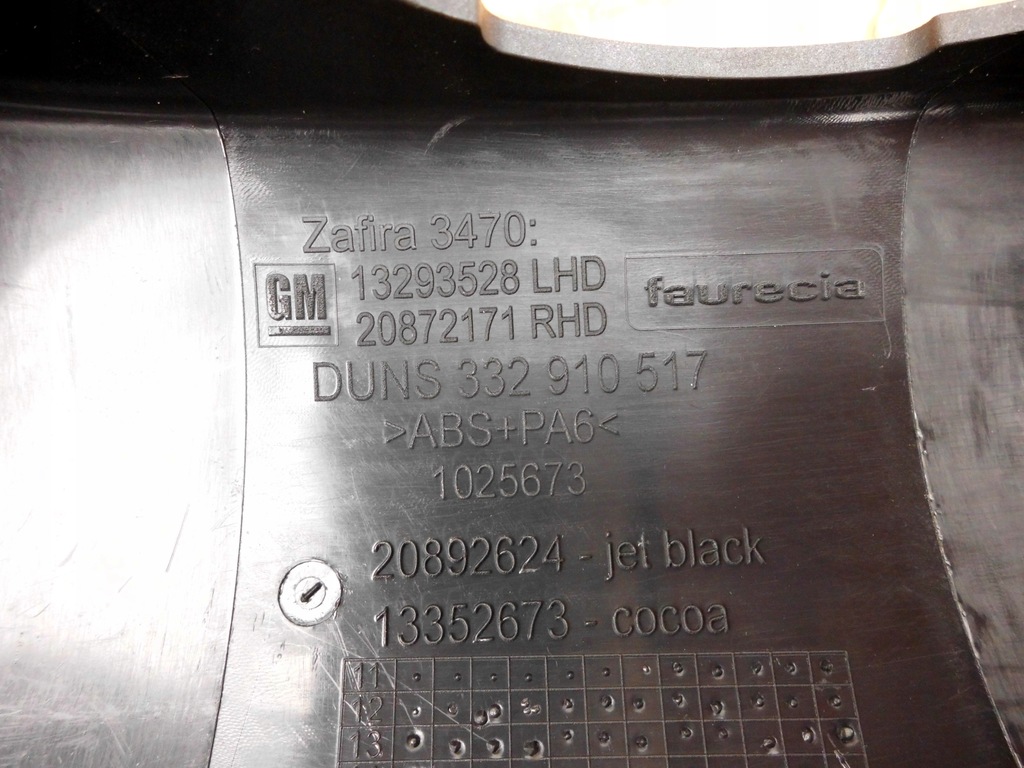 Zafira 3470:
GM
13293528 LHD
20872171 RHD
faurecia
DUNS 332 910 517
>ABS+PA6<
1025673
20892624 - jet black
13352673 - cocoa
11
12
13